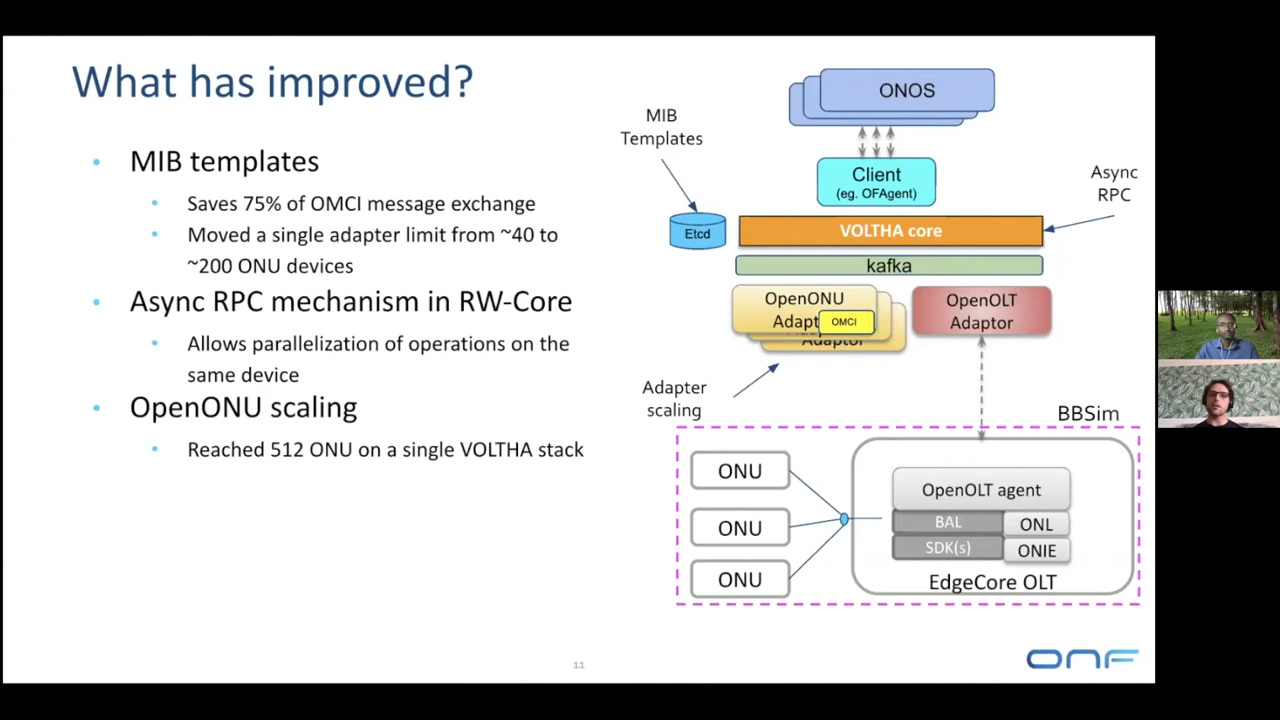 What has improved?
• MIB templates
• Saves 75% of OMCI message exchange
• Moved a single adapter limit from ~40 to
~200 ONU devices
• Async RPC mechanism in RW-Core
• Allows parallelization of operations on the
same device
• OpenONU scaling
• Reached 512 ONU on a single VOLTHA stack
MIB
Templates
ONOS
Client
(eg. OFAgent)
Async
RPC
Etcd
VOLTHA core
kafka
OpenONU
Adapt
OMCI
Adaptor
OpenOLT
Adaptor
Adapter
scaling
BBSim
ONU
ONU
ONU
OpenOLT agent
BAL
ONL
SDK(s)
ONIE
EdgeCore OLT
11
ONF